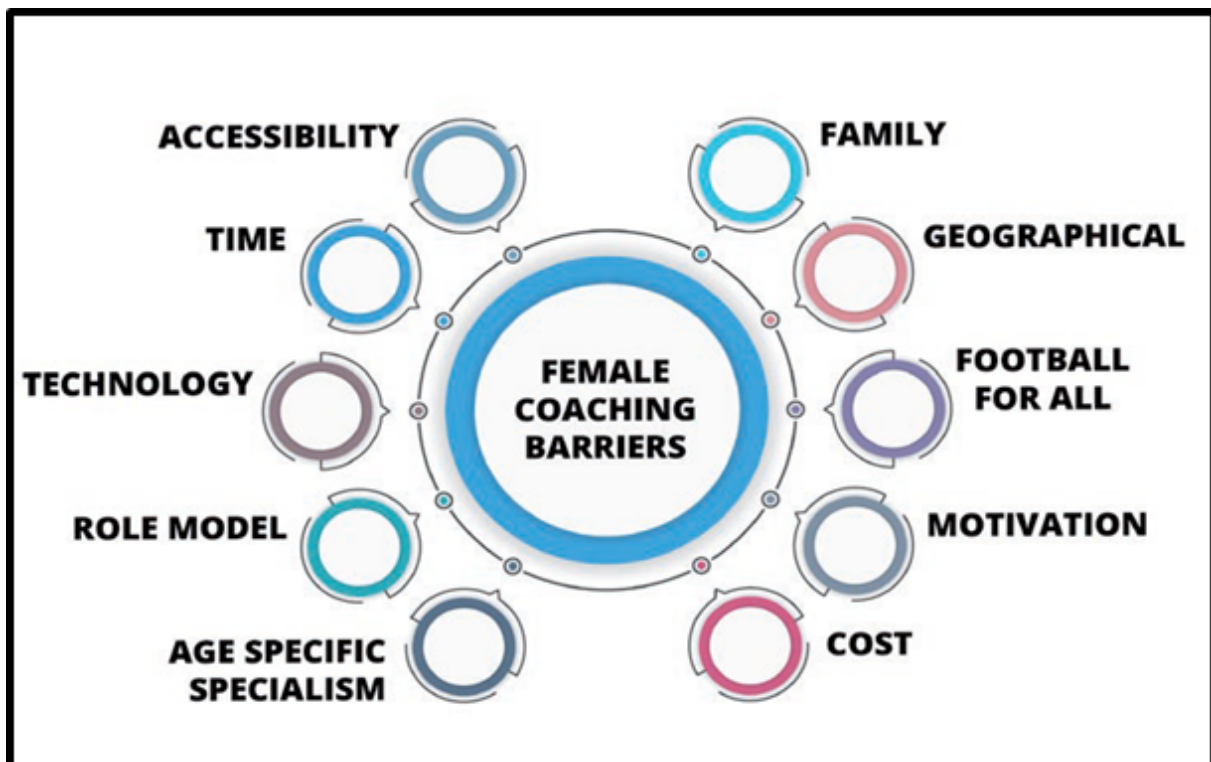 ACCESSIBILITY
FAMILY
TIME
GEOGRAPHICAL
TECHNOLOGY
FEMALE
COACHING
BARRIERS
FOOTBALL
FOR ALL
ROLE MODEL
MOTIVATION
AGE SPECIFIC
SPECIALISM
COST